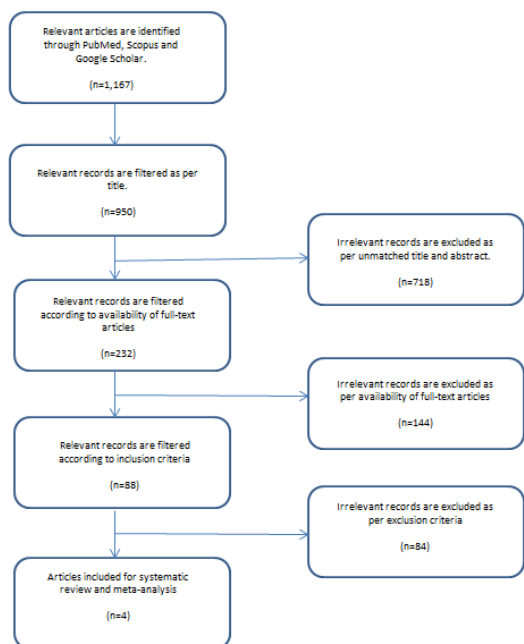 Relevant articles are identified
through PubMed, Scopus and
Google Scholar.
(n=1,167)
Relevant records are filtered as per
title.
(n=950)
Irrelevant records are excluded as
per unmatched title and abstract.
(n=718)
Relevant records are filtered
according to availability of full-text
articles
(n=232)
Irrelevant records are excluded as
per availability of full-text articles
(n=144)
Relevant records are filtered
according to inclusion criteria
(n=88)
Irrelevant records are excluded as
per exclusion criteria
(n=84)
Articles included for systematic
review and meta-analysis
(n=4)